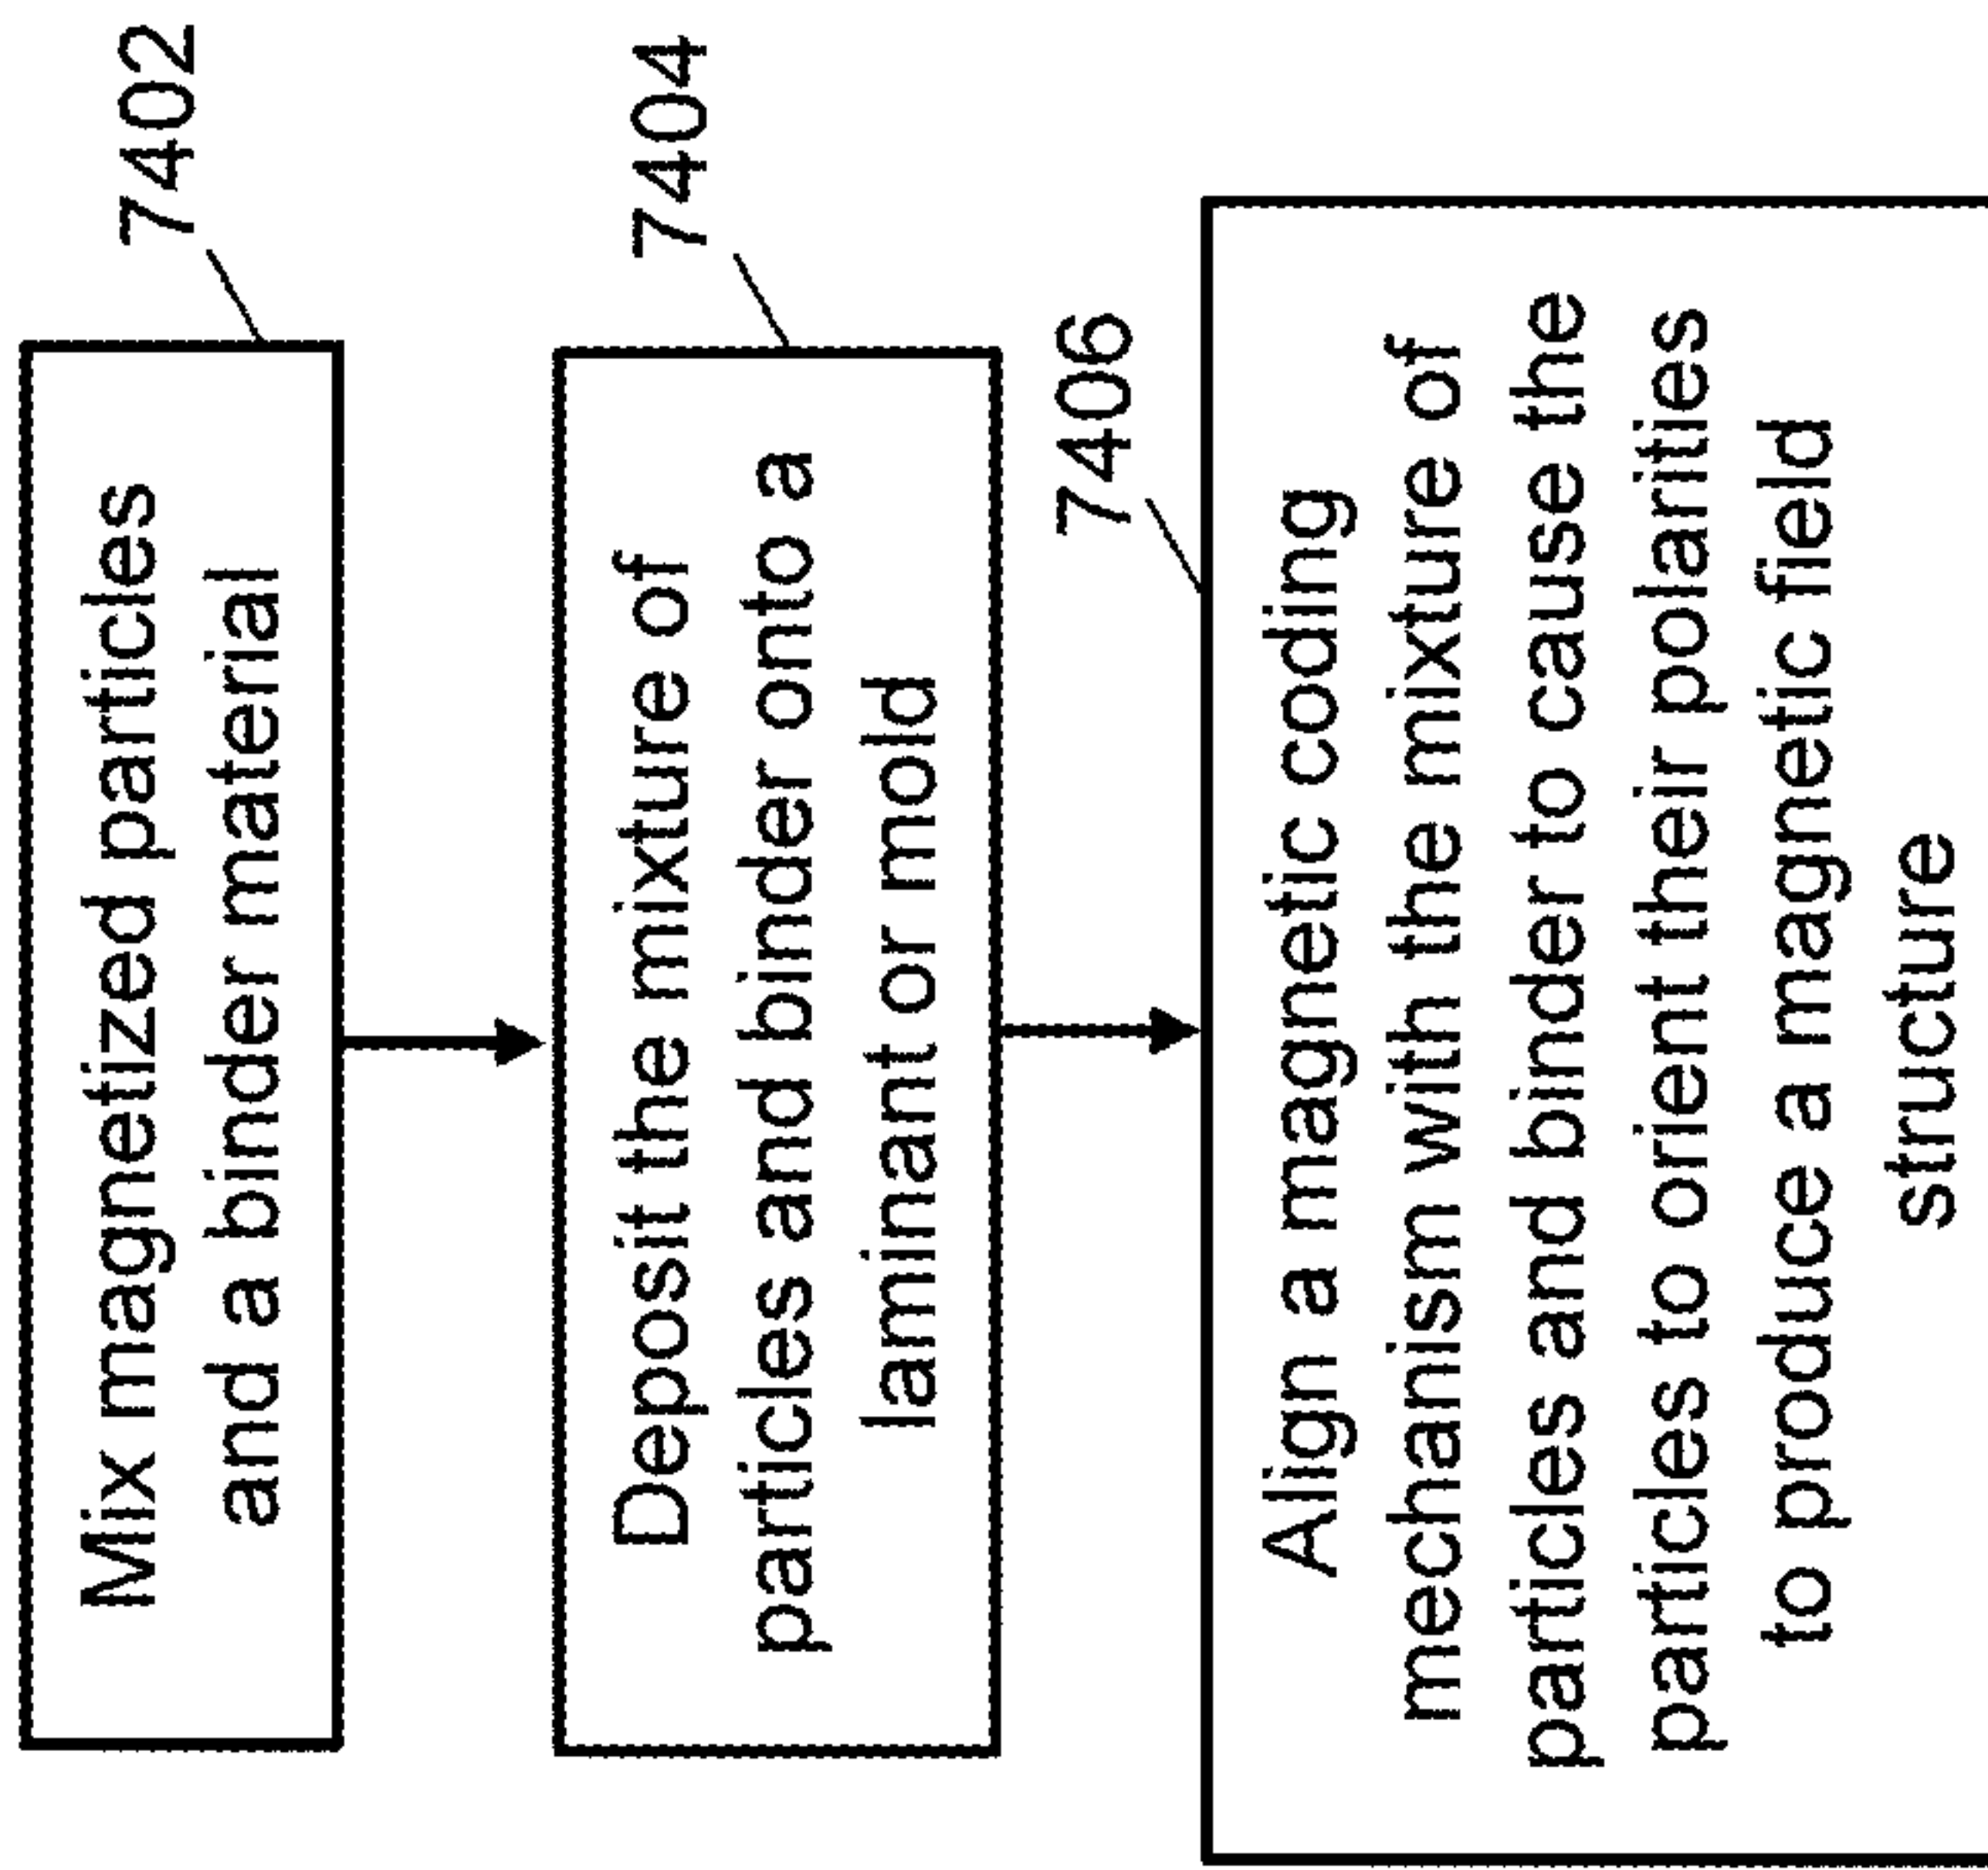 7402
Mix magnetized particles
and a binder material
7404
Deposit the mixture of
particles and binder onto a
laminant or mold
7406
Align a magnetic coding
mechanism with the mixture of
particles and binder to cause the
particles to orient their polarities
to produce a magnetic field
structure